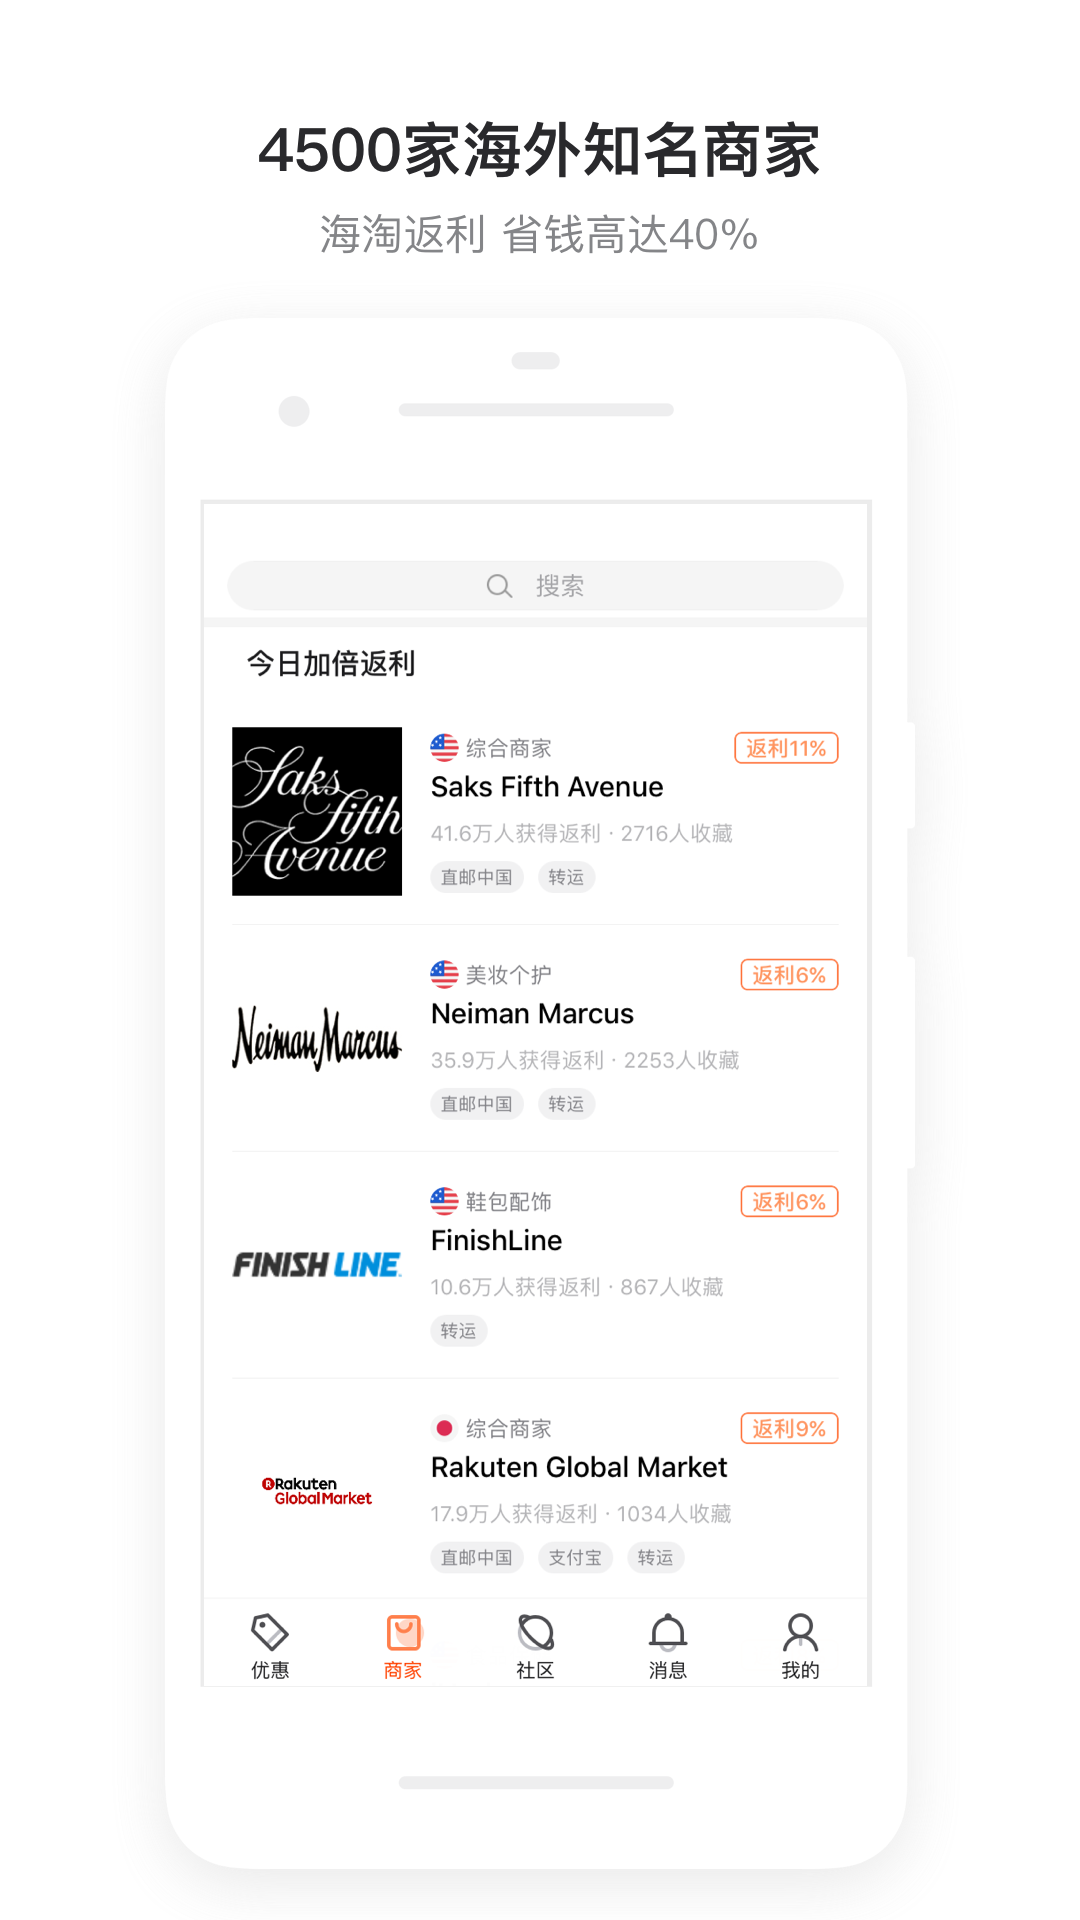 4500家海外知名商家
海淘返利 省钱高达40%
搜索
今日加倍返利
Saks
fifth
Avenue
综合商家
返利11%
Saks Fifth Avenue
41.6万人获得返利 · 2716人收藏
直邮中国 转运
Neiman Marcus
美妆个护
返利6%
Neiman Marcus
35.9万人获得返利 · 2253人收藏
直邮中国 转运
FINISH LINE
鞋包配饰
返利6%
FinishLine
10.6万人获得返利 · 867人收藏
转运
R Rakuten
Global Market
综合商家
返利9%
Rakuten Global Market
17.9万人获得返利 · 1034人收藏
直邮中国 支付宝 转运
优惠 商家 社区 消息 我的